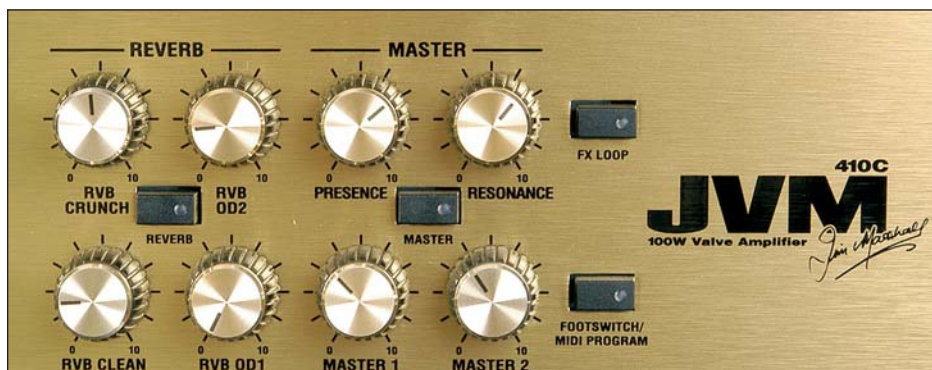 REVERB MASTER
0 10 0 10 0 10 0 10
RVB CRUNCH
RVB OD2
PRESENCE
RESONANCE
FX LOOP
REVERB
MASTER
410C
JVM
100W Valve Amplifier
Jim Marshall
0 10 0 10 0 10 0 10
RVB CLEAN RVB OD1 MASTER 1 MASTER 2
FOOTSWITCH/
MIDI PROGRAM